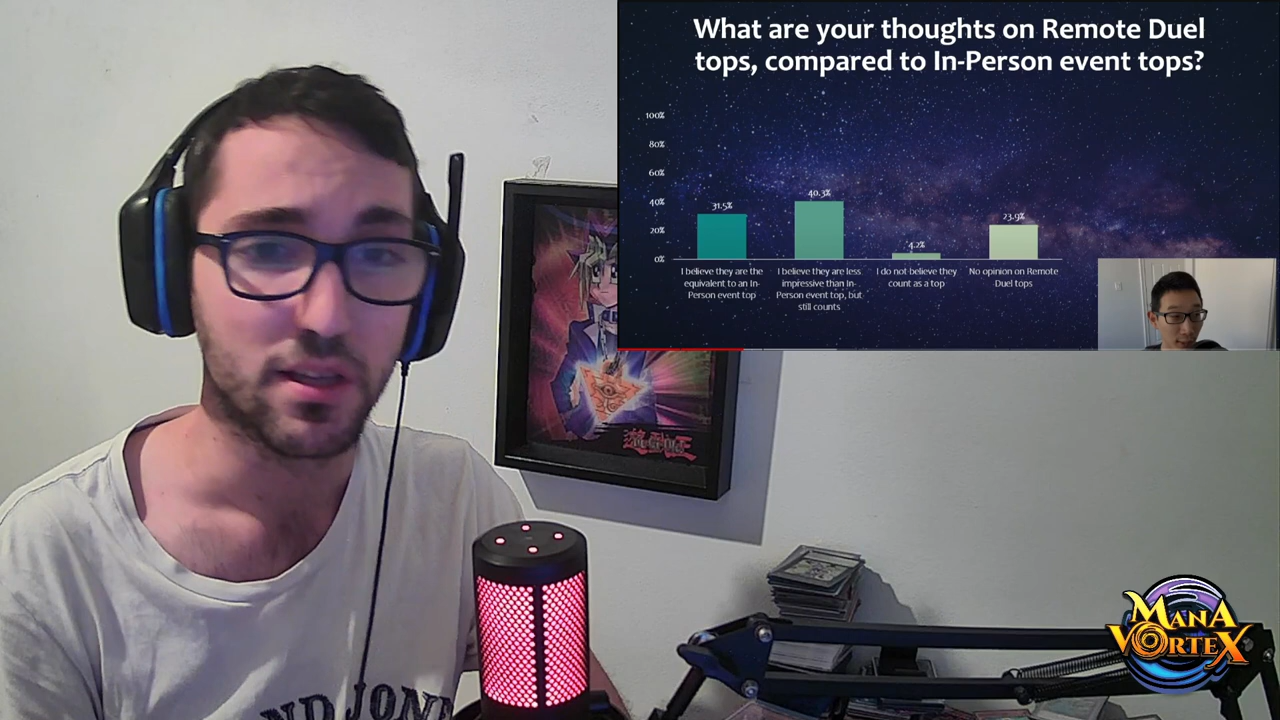 What are your thoughts on Remote Duel
tops, compared to In-Person event tops?
100%
80%
60%
40%
20%
0%
31.5%
40.3%
4.2%
23.9%
I believe they are the
equivalent to an In-
Person event top
I believe they are less
impressive than In-
Person event top, but
still counts
I do not believe they
count as a top
No opinion on Remote
Duel tops
MANA
VORTEX